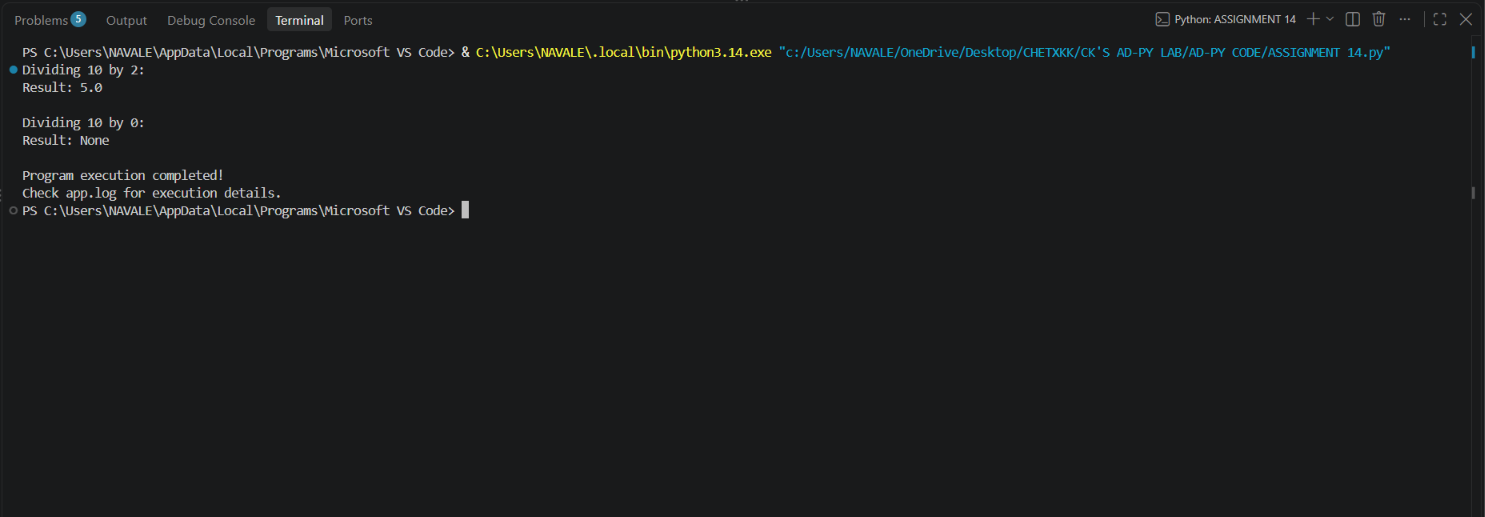 Problems 5 Output Debug Console Terminal Ports Python: ASSIGNMENT 14
PS C:\Users\NAVALE\AppData\Local\Programs\Microsoft VS Code> & C:\Users\NAVALE\.local\bin\python3.14.exe "c:/Users/NAVALE/OneDrive/Desktop/CHETXKK/CK'S AD-PY LAB/AD-PY CODE/ASSIGNMENT 14.py"
Dividing 10 by 2:
Result: 5.0
Dividing 10 by 0:
Result: None
Program execution completed!
Check app.log for execution details.
PS C:\Users\NAVALE\AppData\Local\Programs\Microsoft VS Code>